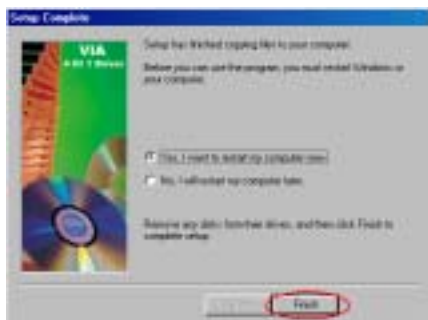 Setup Complete
VIA
4 in 1 Driver
Setup has finished copying files to your computer.
Before you can use the program, you must restart Windows or
your computer.
Yes, I want to restart my computer now.
No, I will restart my computer later.
Remove any disks from their drives, and then click Finish to
complete setup.
Finish